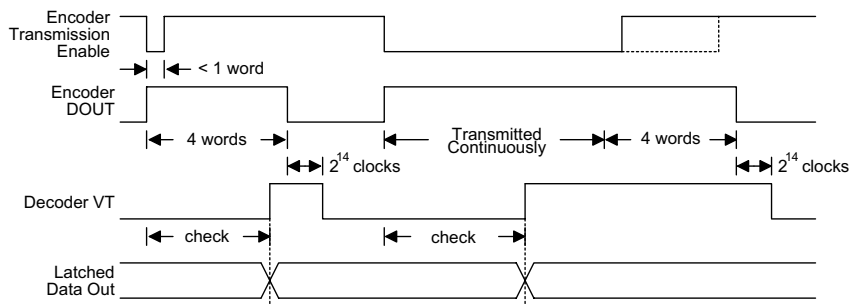 Encoder
Transmission
Enable
< 1 word
Encoder
DOUT
4 words
Transmitted
Continuously
4 words
2^14 clocks
2^14 clocks
Decoder VT
check
check
Latched
Data Out